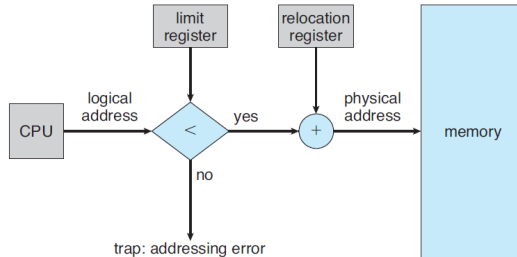 limit
register
relocation
register
logical
address
physical
address
CPU
<
yes
+
memory
no
trap: addressing error